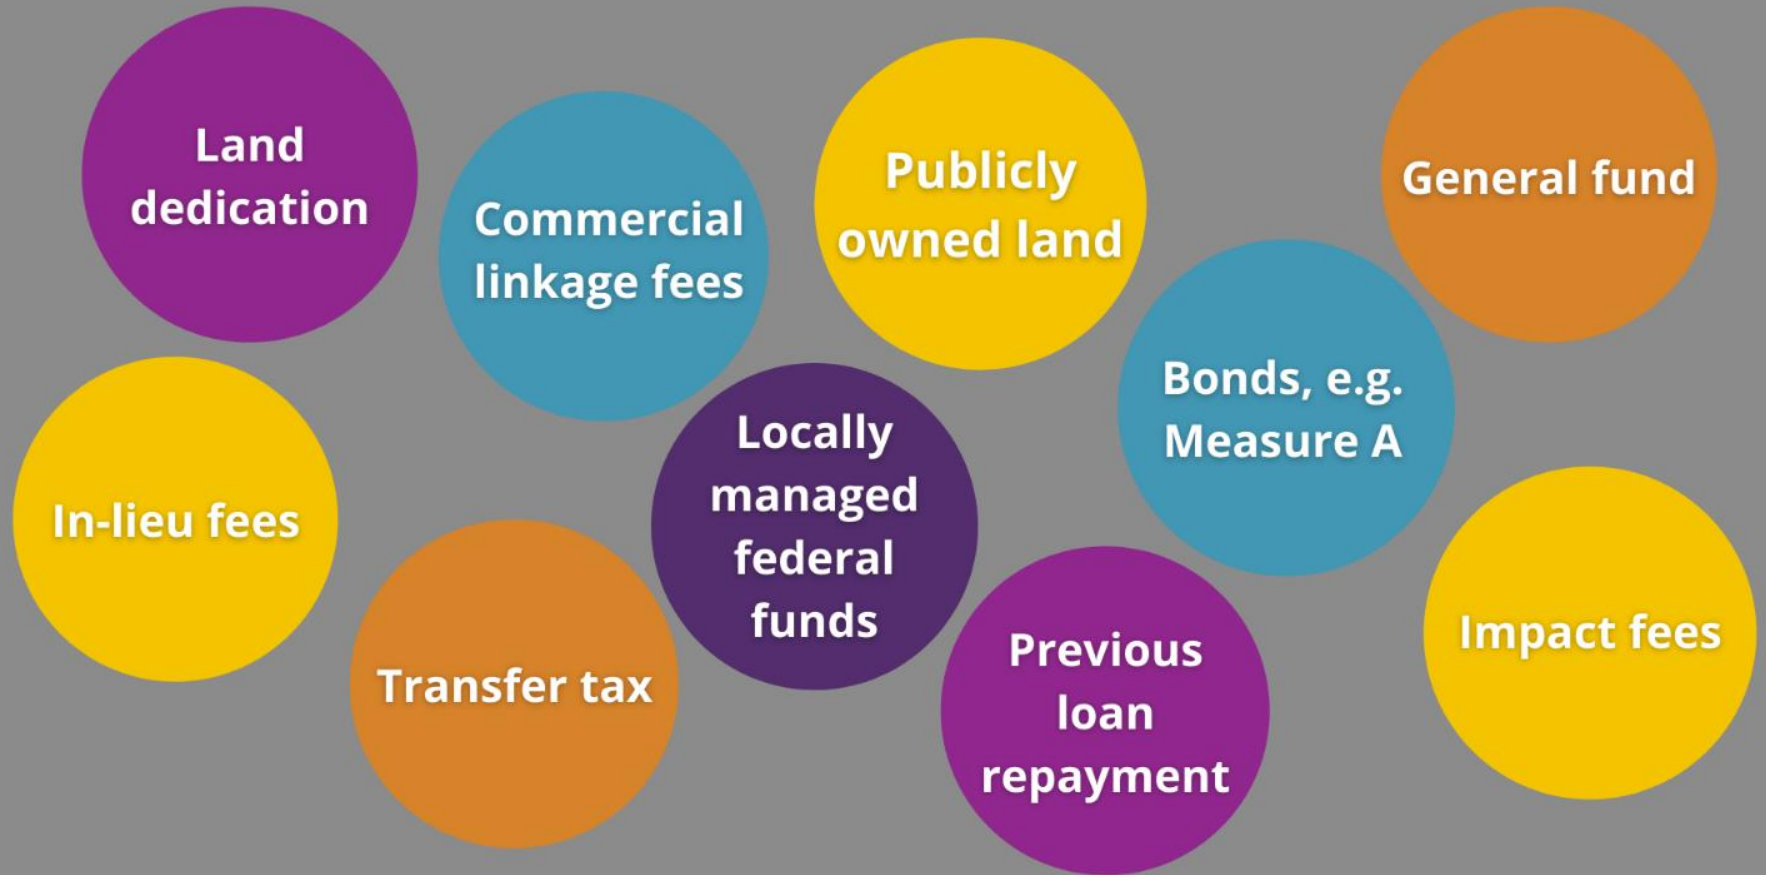 Land
dedication
Commercial
linkage fees
Publicly
owned land
General fund
Bonds, e.g.
Measure A
In-lieu fees
Locally
managed
federal
funds
Transfer tax
Previous
loan
repayment
Impact fees